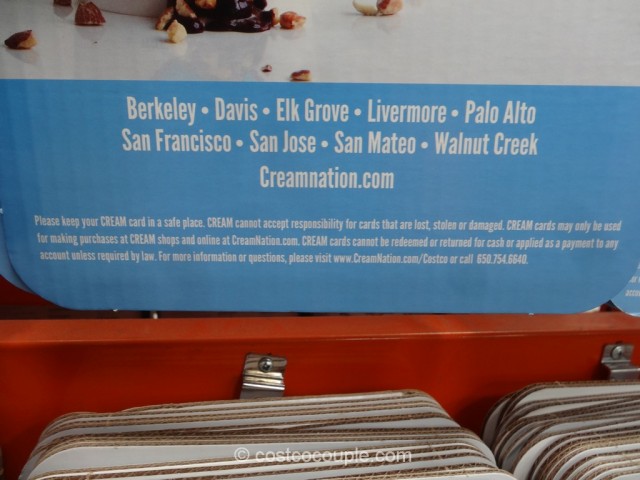 Berkeley • Davis • Elk Grove • Livermore • Palo Alto
San Francisco • San Jose • San Mateo • Walnut Creek
Creamnation.com
Please keep your CREAM card in a safe place. CREAM cannot accept responsibility for cards that are lost, stolen or damaged. CREAM cards may only be used
for making purchases at CREAM shops and online at CreamNation.com. CREAM cards cannot be redeemed or returned for cash or applied as a payment to any
account unless required by law. For more information or questions, please visit www.CreamNation.com/Costco or call 650.754.6640.
© costcocouple.com